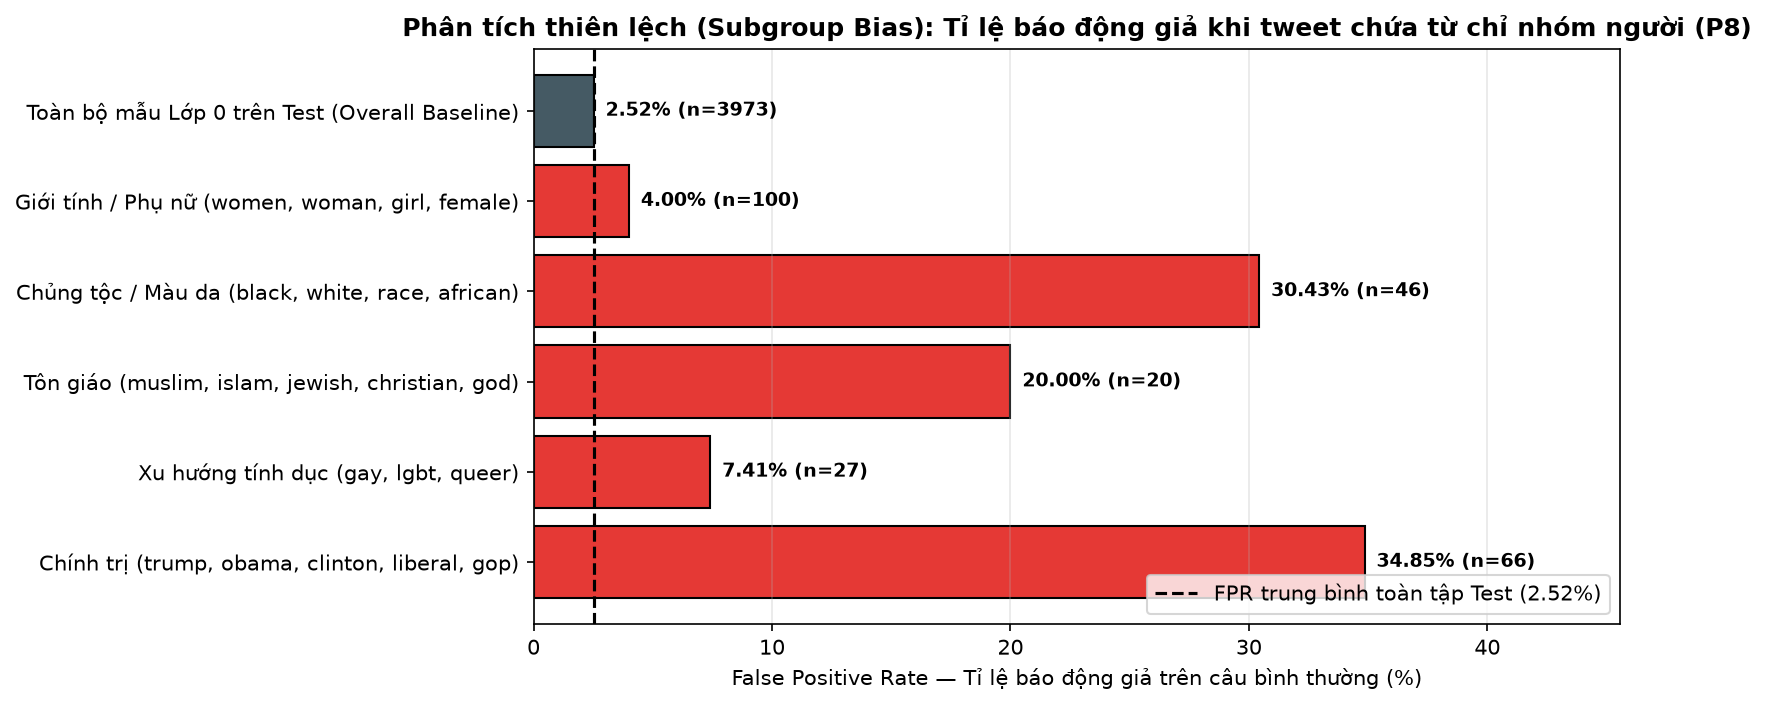 Phân tích thiên lệch (Subgroup Bias): Tỉ lệ báo động giả khi tweet chứa từ chỉ nhóm người (P8)
Toàn bộ mẫu Lớp 0 trên Test (Overall Baseline)
2.52% (n=3973)
Giới tính / Phụ nữ (women, woman, girl, female)
4.00% (n=100)
Chủng tộc / Màu da (black, white, race, african)
30.43% (n=46)
Tôn giáo (muslim, islam, jewish, christian, god)
20.00% (n=20)
Xu hướng tính dục (gay, lgbt, queer)
7.41% (n=27)
Chính trị (trump, obama, clinton, liberal, gop)
34.85% (n=66)
FPR trung bình toàn tập Test (2.52%)
0 10 20 30 40
False Positive Rate — Tỉ lệ báo động giả trên câu bình thường (%)